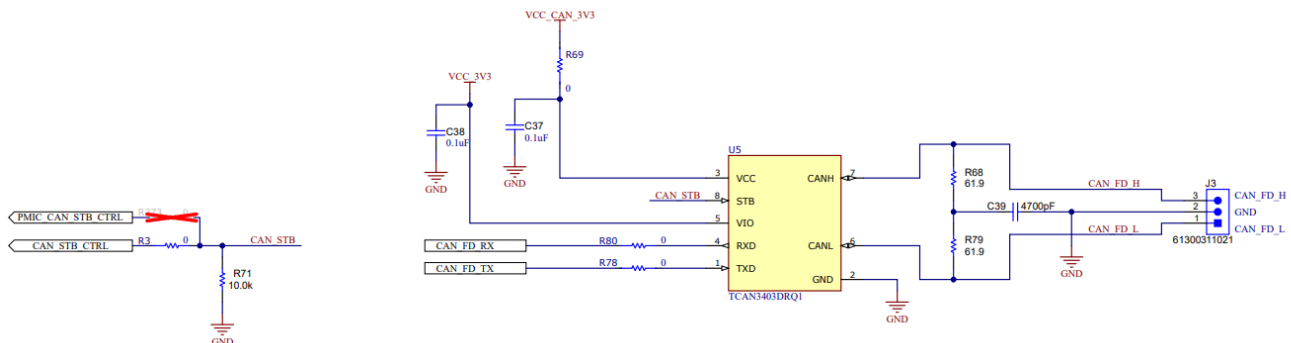 VCC_CAN_3V3
R69
0
VCC_3V3
C38
0.1uF
GND
C37
0.1uF
GND
U5
3 VCC
8 STB
5 VIO
4 RXD
1 TXD
CANH 7
CANL 6
GND 2
TCAN3403DRQ1
CAN_STB
CAN_FD_RX
R80 0
CAN_FD_TX
R78 0
GND
R68
61.9
C39 4700pF
R79
61.9
GND
CAN_FD_H
CAN_FD_L
J3
3 CAN_FD_H
2 GND
1 CAN_FD_L
61300311021
PMIC_CAN_STB_CTRL
0
CAN_STB_CTRL
R3 0
CAN_STB
R71
10.0k
GND